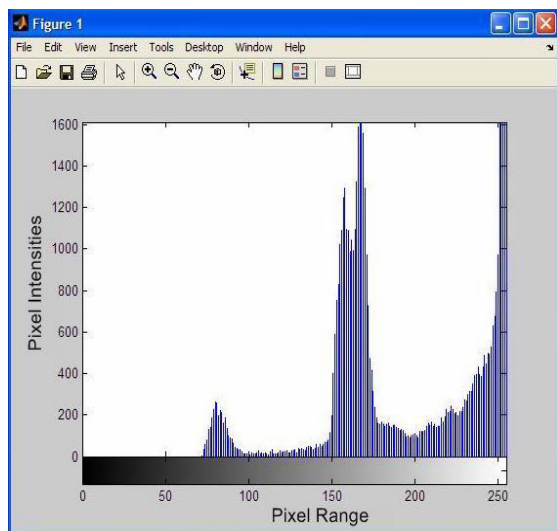 Figure 1
File Edit View Insert Tools Desktop Window Help
1600
1400
1200
1000
800
600
400
200
0
Pixel Intensities
0 50 100 150 200 250
Pixel Range